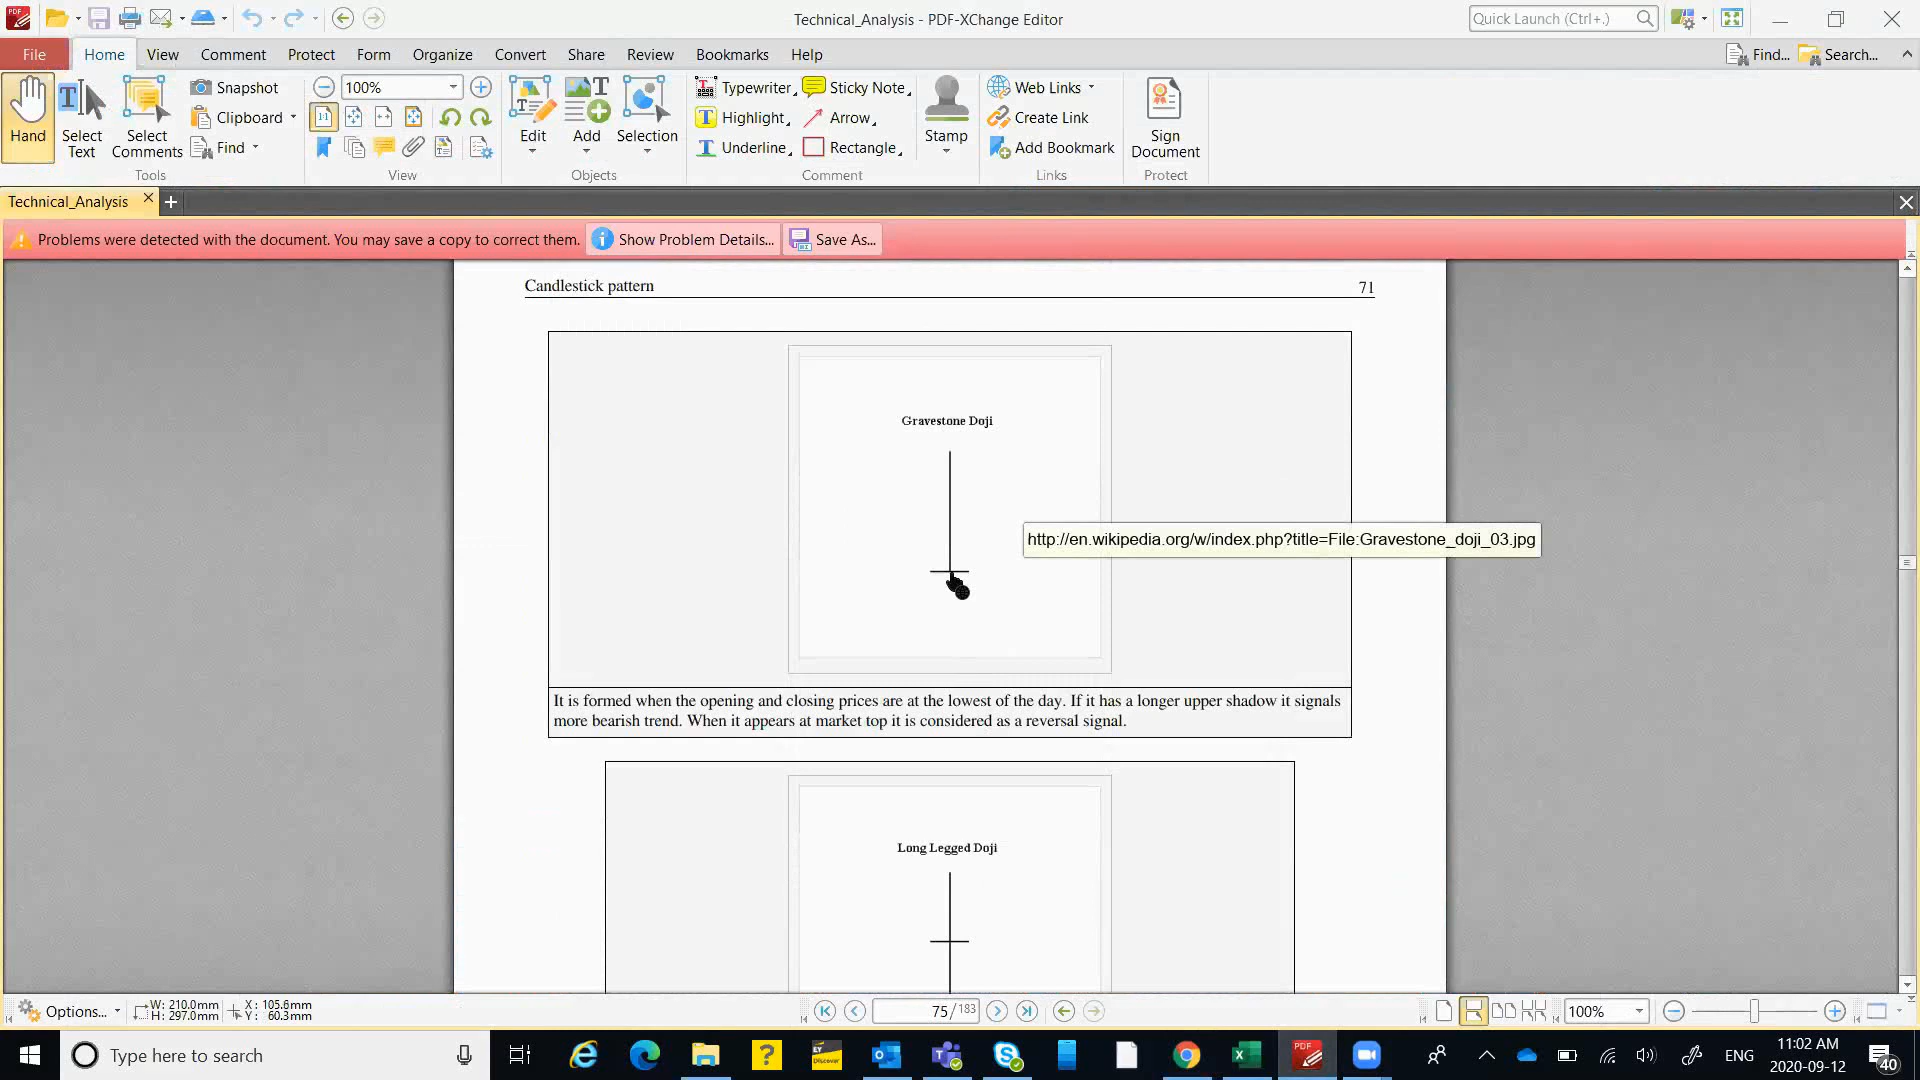 Technical_Analysis - PDF-XChange Editor
Quick Launch (Ctrl+.)
File
Home
View
Comment
Protect
Form
Organize
Convert
Share
Review
Bookmarks
Help
Find...
Search...
Hand
Select Text
Select Comments
Snapshot
Clipboard
Find
Tools
100%
View
Edit
Add
Selection
Objects
Typewriter
Sticky Note
Highlight
Arrow
Underline
Rectangle
Comment
Stamp
Web Links
Create Link
Add Bookmark
Links
Sign Document
Protect
Technical_Analysis
Problems were detected with the document. You may save a copy to correct them.
Show Problem Details...
Save As...
Candlestick pattern
71
Gravestone Doji
http://en.wikipedia.org/w/index.php?title=File:Gravestone_doji_03.jpg
It is formed when the opening and closing prices are at the lowest of the day. If it has a longer upper shadow it signals
more bearish trend. When it appears at market top it is considered as a reversal signal.
Long Legged Doji
Options...
W: 210.0mm
H: 297.0mm
X: 105.6mm
Y: 60.3mm
75 / 183
100%
Type here to search
EY
Discover
PDF
ENG
11:02 AM
2020-09-12
40